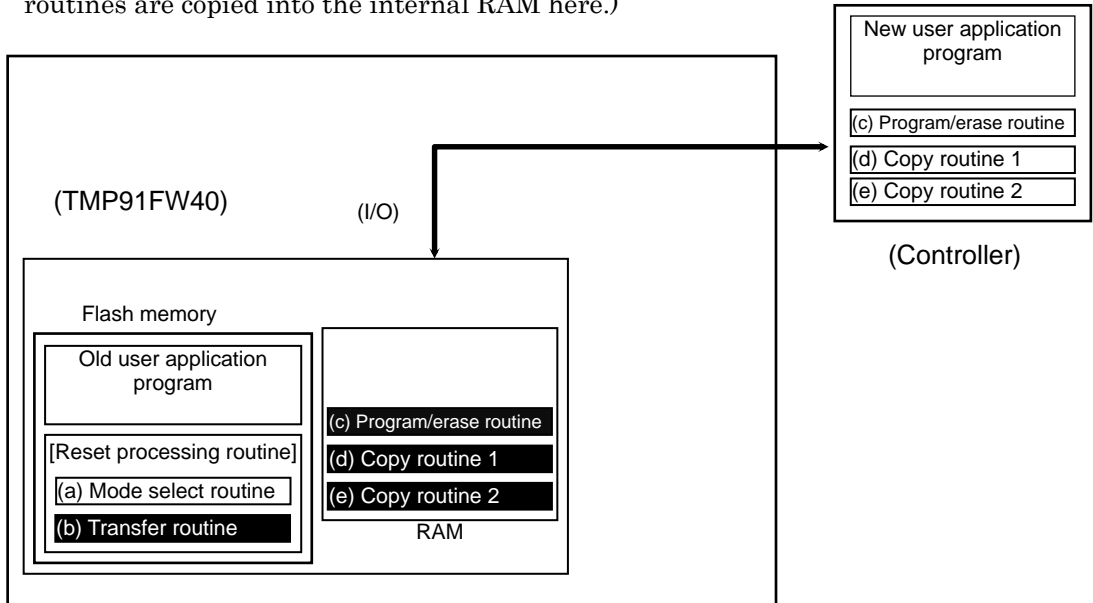 routines are copied into the internal RAM here.)
New user application
program
(c) Program/erase routine
(d) Copy routine 1
(e) Copy routine 2
(Controller)
(TMP91FW40)
(I/O)
Flash memory
Old user application
program
[Reset processing routine]
(a) Mode select routine
(b) Transfer routine
(c) Program/erase routine
(d) Copy routine 1
(e) Copy routine 2
RAM